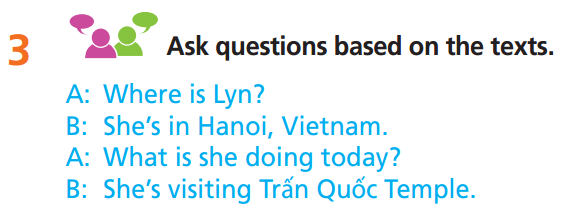 3 Ask questions based on the texts.
A: Where is Lyn?
B: She's in Hanoi, Vietnam.
A: What is she doing today?
B: She's visiting Trấn Quốc Temple.